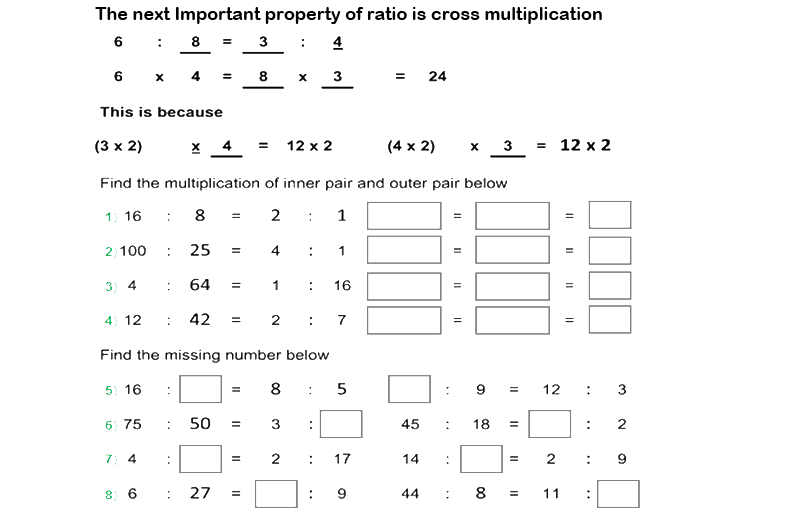 The next Important property of ratio is cross multiplication
6 : 8 = 3 : 4
6 x 4 = 8 x 3 = 24
This is because
(3 x 2) x 4 = 12 x 2 (4 x 2) x 3 = 12 x 2
Find the multiplication of inner pair and outer pair below
1) 16 : 8 = 2 : 1 = =
2) 100 : 25 = 4 : 1 = =
3) 4 : 64 = 1 : 16 = =
4) 12 : 42 = 2 : 7 = =
Find the missing number below
5) 16 : = 8 : 5 : 9 = 12 : 3
6) 75 : 50 = 3 : 45 : 18 = : 2
7) 4 : = 2 : 17 14 : = 2 : 9
8) 6 : 27 = : 9 44 : 8 = 11 :